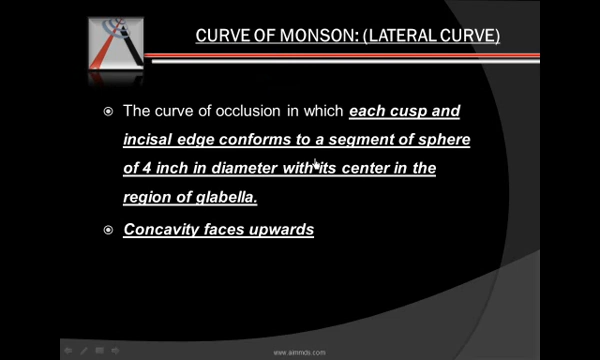 CURVE OF MONSON: (LATERAL CURVE)
The curve of occlusion in which each cusp and
incisal edge conforms to a segment of sphere
of 4 inch in diameter with its center in the
region of glabella.
Concavity faces upwards
www.aimmds.com